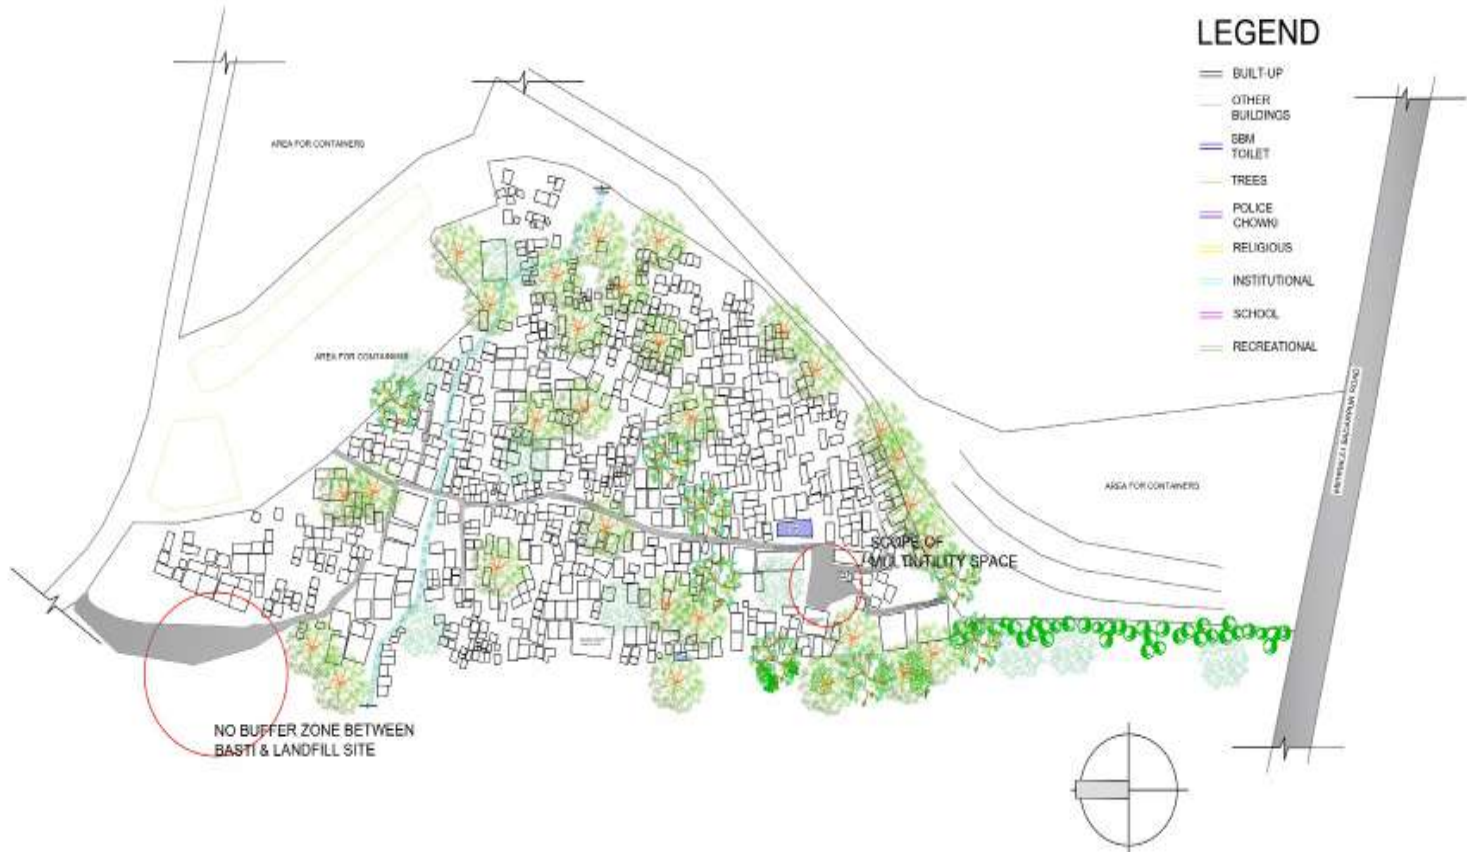 LEGEND
BUILT-UP
OTHER
BUILDINGS
SBM
TOILET
TREES
POLICE
CHOWKI
RELIGIOUS
INSTITUTIONAL
SCHOOL
RECREATIONAL
AREA FOR CONTAINERS
AREA FOR CONTAINERS
AREA FOR CONTAINERS
SCOPE OF
MULTIUTILITY SPACE
NO BUFFER ZONE BETWEEN
BASTI & LANDFILL SITE
ROAD